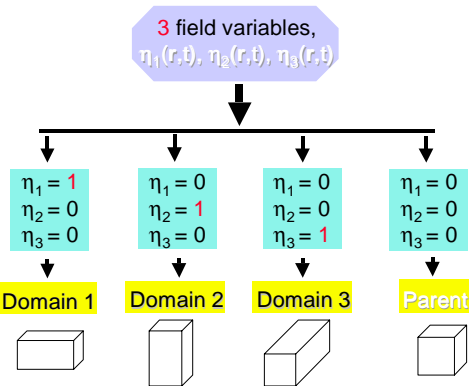 3 field variables,
η₁(r,t), η₂(r,t), η₃(r,t)
η₁ = 1
η₂ = 0
η₃ = 0
η₁ = 0
η₂ = 1
η₃ = 0
η₁ = 0
η₂ = 0
η₃ = 1
η₁ = 0
η₂ = 0
η₃ = 0
Domain 1
Domain 2
Domain 3
Parent